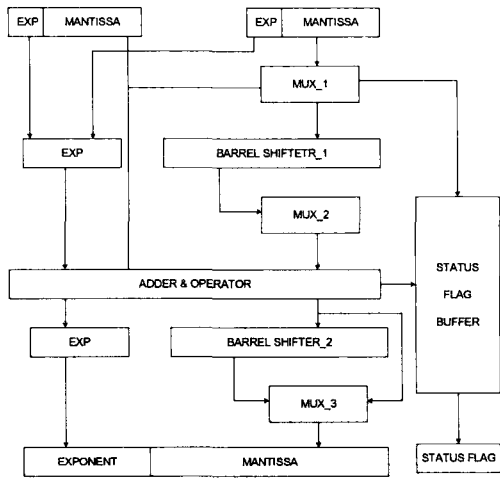 EXP MANTISSA EXP MANTISSA
MUX_1
EXP BARREL SHIFTETR_1
MUX_2
STATUS
FLAG
BUFFER
ADDER & OPERATOR
EXP BARREL SHIFTER_2
MUX_3
EXPONENT MANTISSA STATUS FLAG